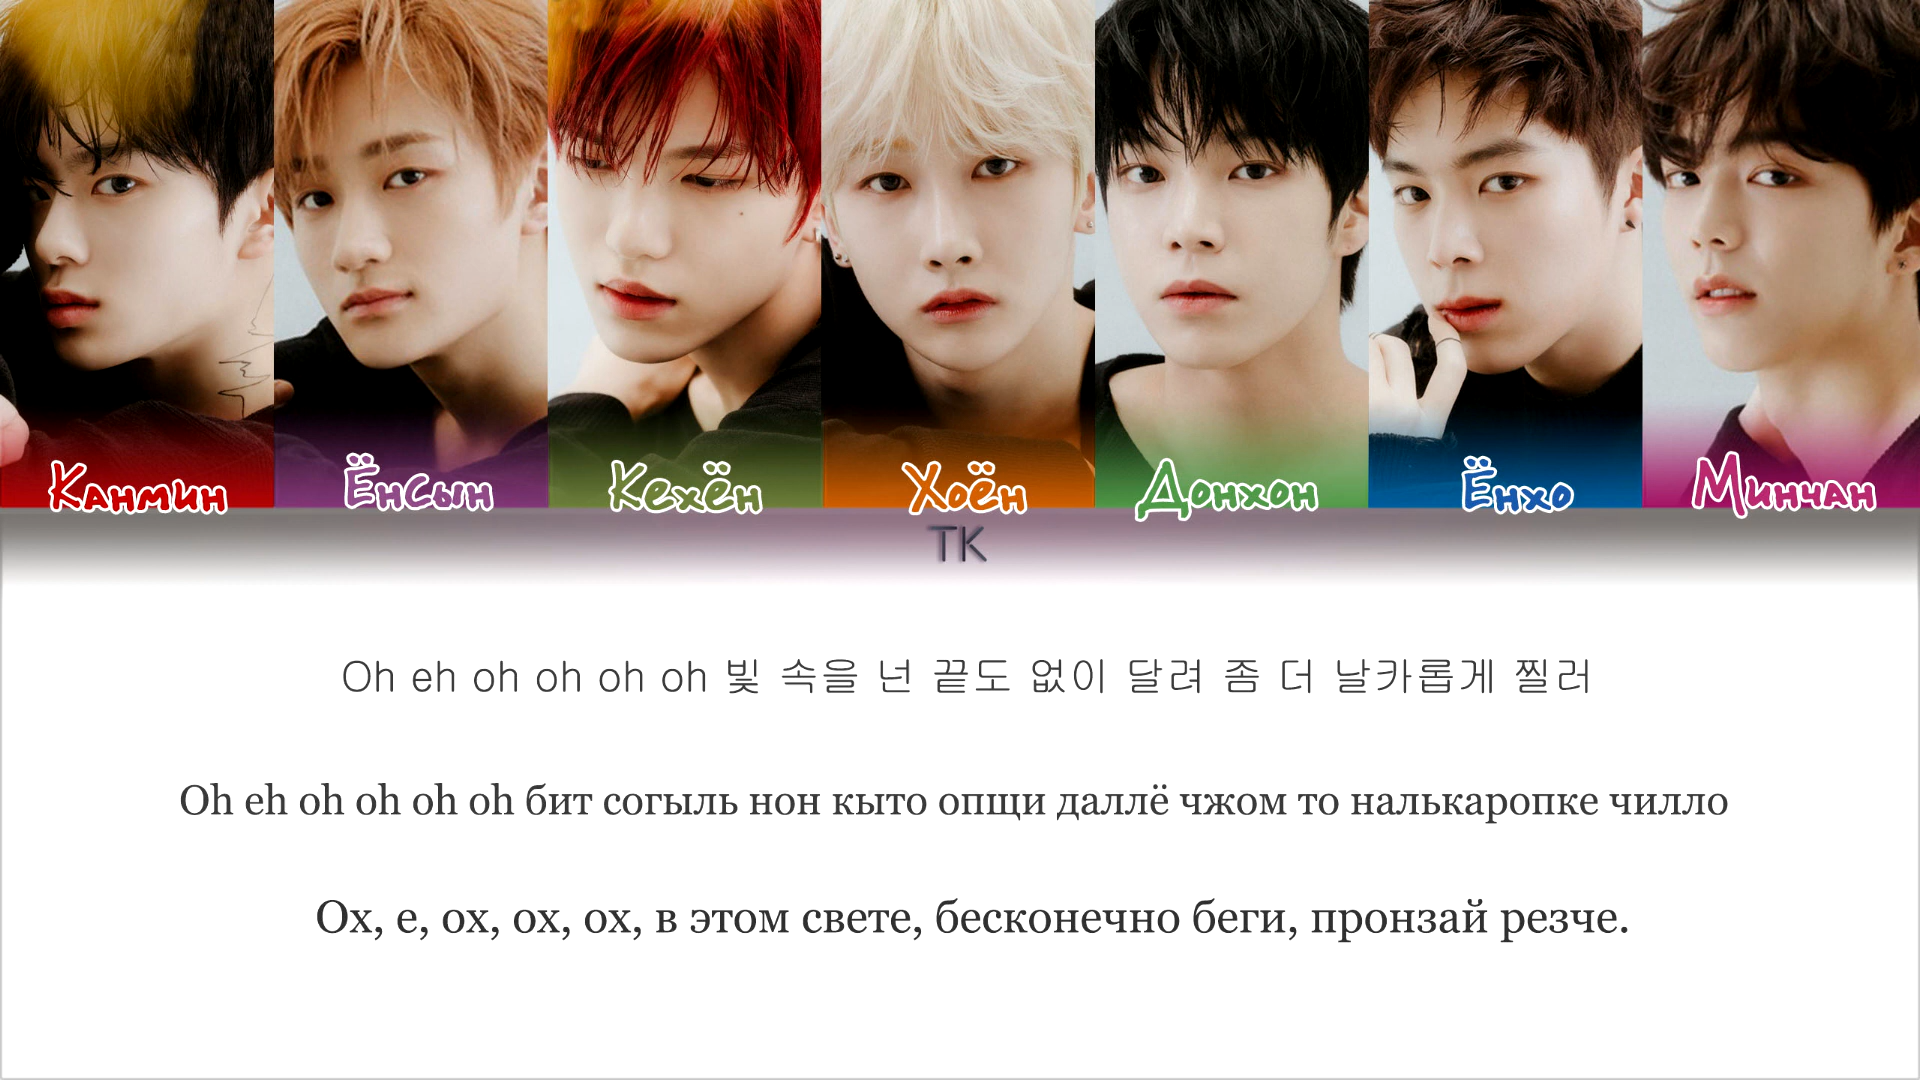 Канмин Ёнсын Кехён Хоён Донхон Ёнхо Минчан
TK
Oh eh oh oh oh oh 빛 속을 넌 끝도 없이 달려 좀 더 날카롭게 찔러
Oh eh oh oh oh oh бит согыль нон кыто опщи даллё чжом то налькаропке чилло
Ох, е, ох, ох, ох, в этом свете, бесконечно беги, пронзай резче.